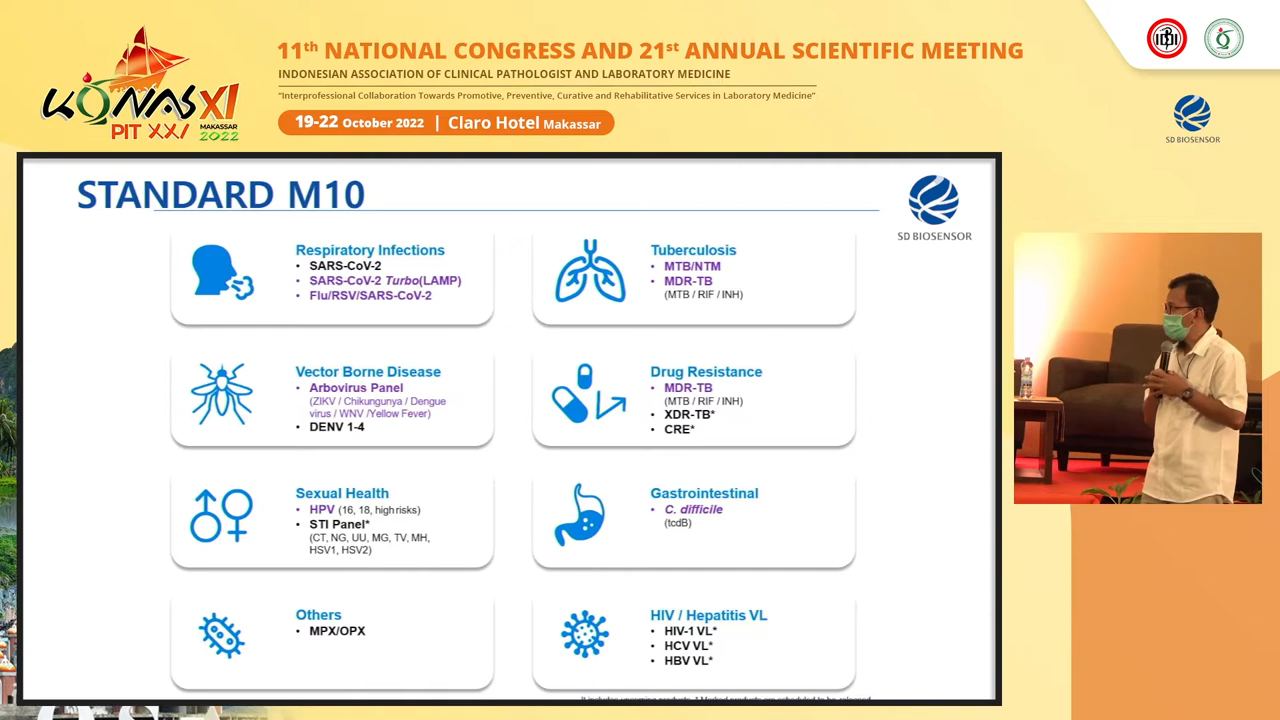 11th NATIONAL CONGRESS AND 21st ANNUAL SCIENTIFIC MEETING
INDONESIAN ASSOCIATION OF CLINICAL PATHOLOGIST AND LABORATORY MEDICINE
"Interprofessional Collaboration Towards Promotive, Preventive, Curative and Rehabilitative Services in Laboratory Medicine"
19-22 October 2022 | Claro Hotel Makassar
KONAS XI
PIT XXI
MAKASSAR
2022
SD BIOSENSOR
STANDARD M10
SD BIOSENSOR
Respiratory Infections
• SARS-CoV-2
• SARS-CoV-2 Turbo(LAMP)
• Flu/RSV/SARS-CoV-2
Tuberculosis
• MTB/NTM
• MDR-TB
(MTB / RIF / INH)
Vector Borne Disease
• Arbovirus Panel
(ZIKV / Chikungunya / Dengue
virus / WNV /Yellow Fever)
• DENV 1-4
Drug Resistance
• MDR-TB
(MTB / RIF / INH)
• XDR-TB*
• CRE*
Sexual Health
• HPV (16, 18, high risks)
• STI Panel*
(CT, NG, UU, MG, TV, MH,
HSV1, HSV2)
Gastrointestinal
• C. difficile
(tcdB)
Others
• MPX/OPX
HIV / Hepatitis VL
• HIV-1 VL*
• HCV VL*
• HBV VL*